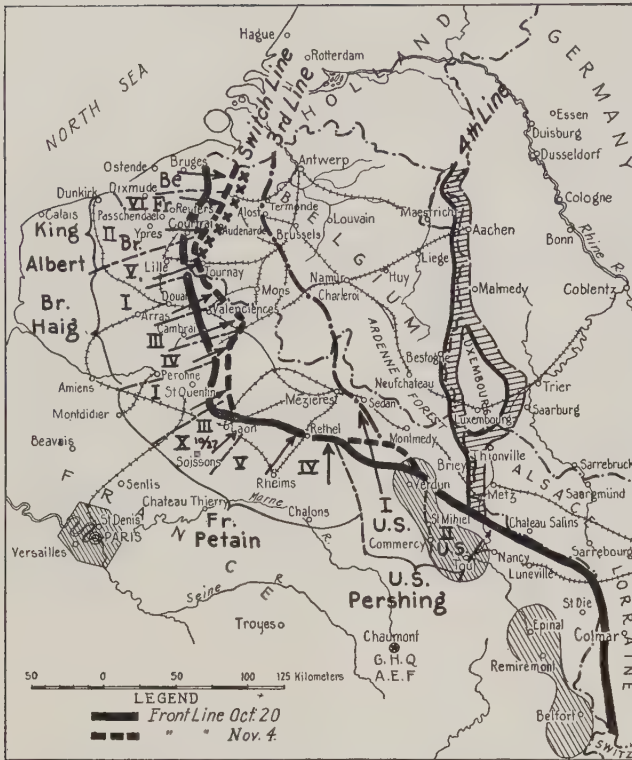 Hague
Rotterdam
NORTH SEA
HOLLAND
GERMANY
Switch Line
3rd Line
4th Line
Essen
Duisburg
Dusseldorf
Ostende
Bruges
Antwerp
Be
Dunkirk
Dixmude
VI Fr.
Calais
Passchendaele
Roulers
Alost
Termonde
BELGIUM
Louvain
Maestricht
Cologne
King
Albert
II
Br.
Ypres
Courtrai
Audenarde
Brussels
Aachen
Bonn
Rhine R.
V.
Lille
Tournay
Liege
Huy
Namur
Br.
Haig
I
Douai
Mons
Charleroi
Malmedy
Coblentz
Arras
Valenciennes
III
Cambrai
IV
ARDENNE FOREST
Bastogne
LUXEMBOURG
Amiens
I
Peronne
St Quentin
Neufchateau
Trier
Montdidier
Mezieres
Sedan
Luxembourg
Saarburg
III
Laon
Rethel
Montmedy
Beavais
X
Soissons
V
IV
Thionville
Briey
Sarrebruck
ALSACE
LORRAINE
FRANCE
Senlis
Rheims
Verdun
Metz
Saargmünd
Chateau Thierry
Marne
R.
I
U.S.
Chalons
St Mihiel
Chateau Salins
St Denis
PARIS
Versailles
Fr.
Petain
Commercy
II
U.S.
Toul
Nancy
Sarrebourg
Luneville
Seine R.
U.S.
Pershing
St Die
Troyes
Chaumont
Epinal
Colmar
G.H.Q
A.E.F
Remiremont
50 0 50 100 125 Kilometers
Belfort
LEGEND
Front Line Oct. 20
" " Nov. 4
SWITZ